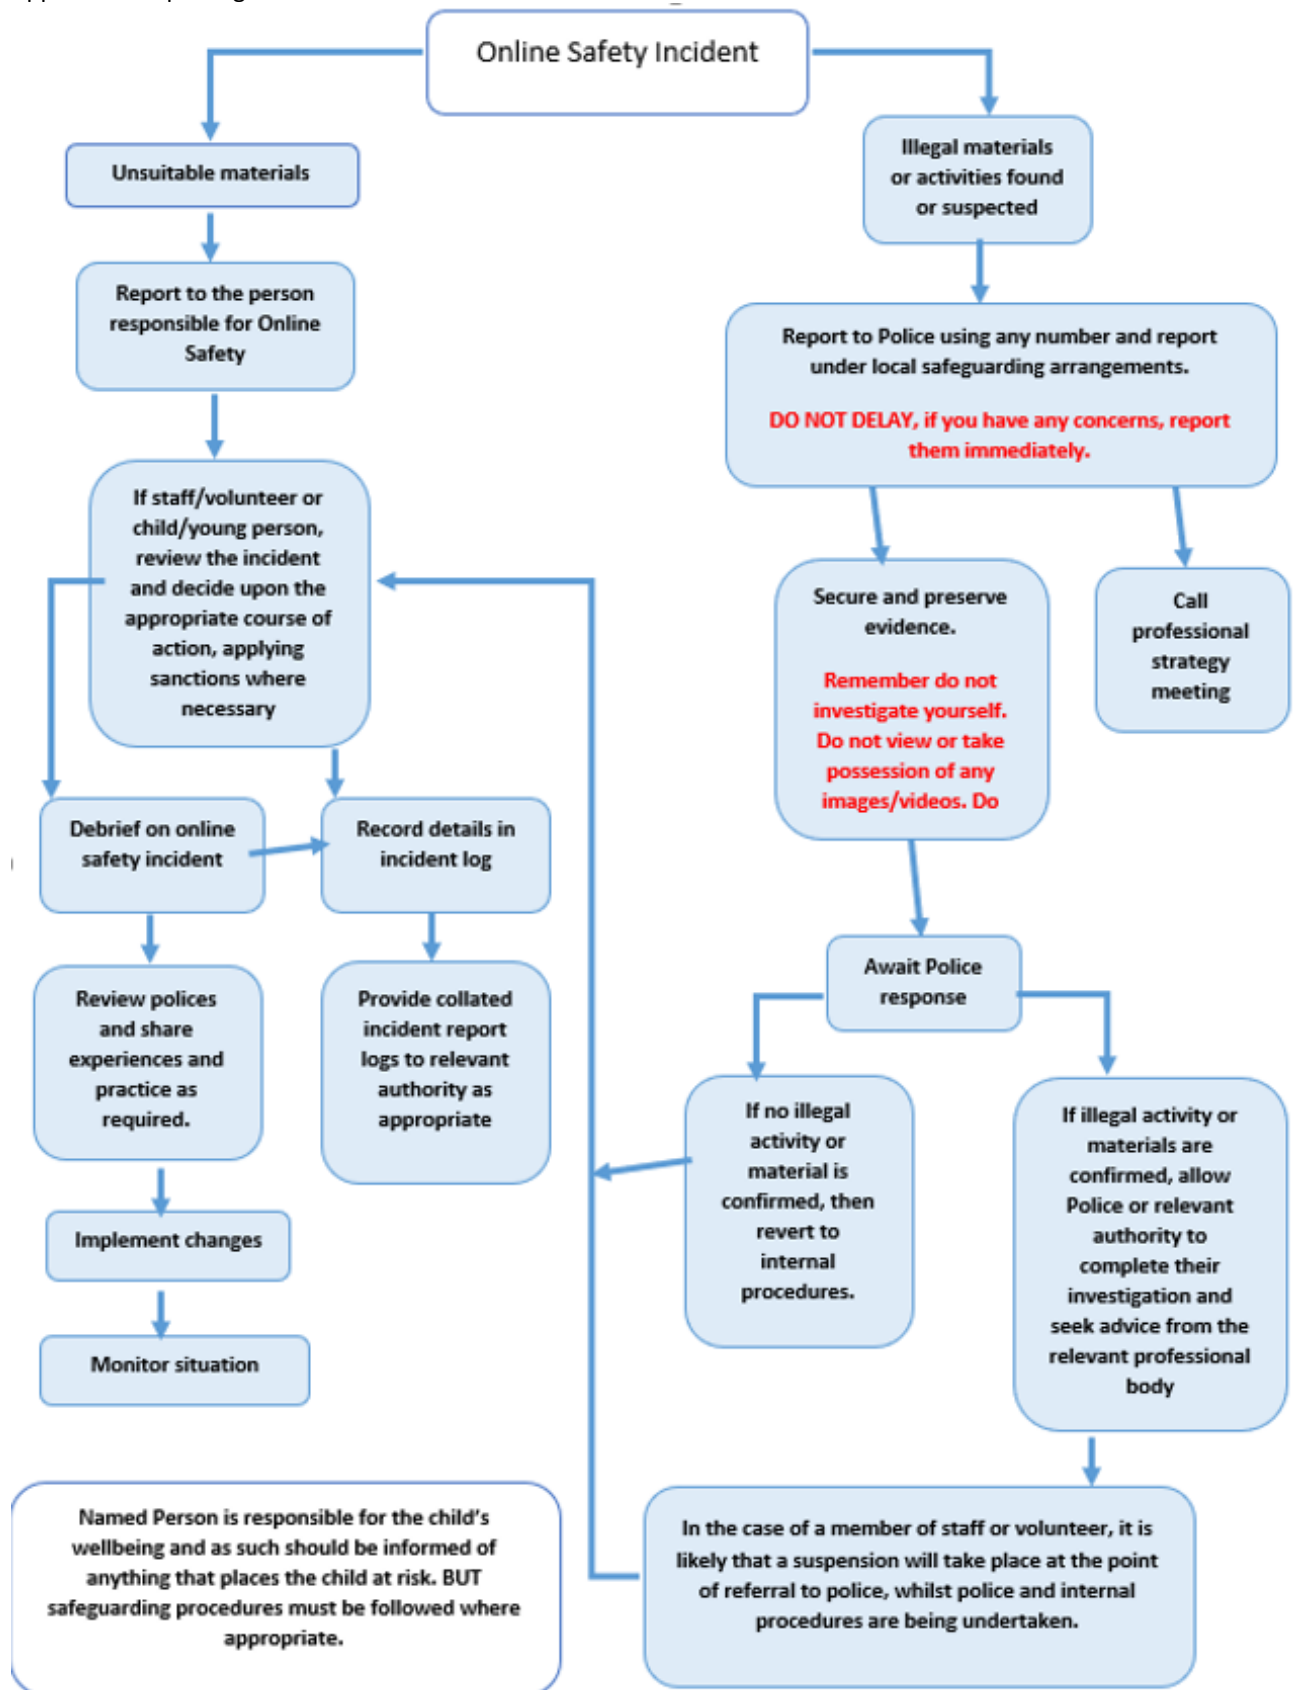 Online Safety Incident
Unsuitable materials
Report to the person
responsible for Online
Safety
If staff/volunteer or
child/young person,
review the incident
and decide upon the
appropriate course of
action, applying
sanctions where
necessary
Debrief on online
safety incident
Record details in
incident log
Review polices
and share
experiences and
practice as
required.
Provide collated
incident report
logs to relevant
authority as
appropriate
Implement changes
Monitor situation
Illegal materials
or activities found
or suspected
Report to Police using any number and report
under local safeguarding arrangements.
DO NOT DELAY, if you have any concerns, report
them immediately.
Secure and preserve
evidence.
Remember do not
investigate yourself.
Do not view or take
possession of any
images/videos. Do
Call
professional
strategy
meeting
Await Police
response
If no illegal
activity or
material is
confirmed, then
revert to
internal
procedures.
If illegal activity or
materials are
confirmed, allow
Police or relevant
authority to
complete their
investigation and
seek advice from the
relevant professional
body
In the case of a member of staff or volunteer, it is
likely that a suspension will take place at the point
of referral to police, whilst police and internal
procedures are being undertaken.
Named Person is responsible for the child's
wellbeing and as such should be informed of
anything that places the child at risk. BUT
safeguarding procedures must be followed where
appropriate.